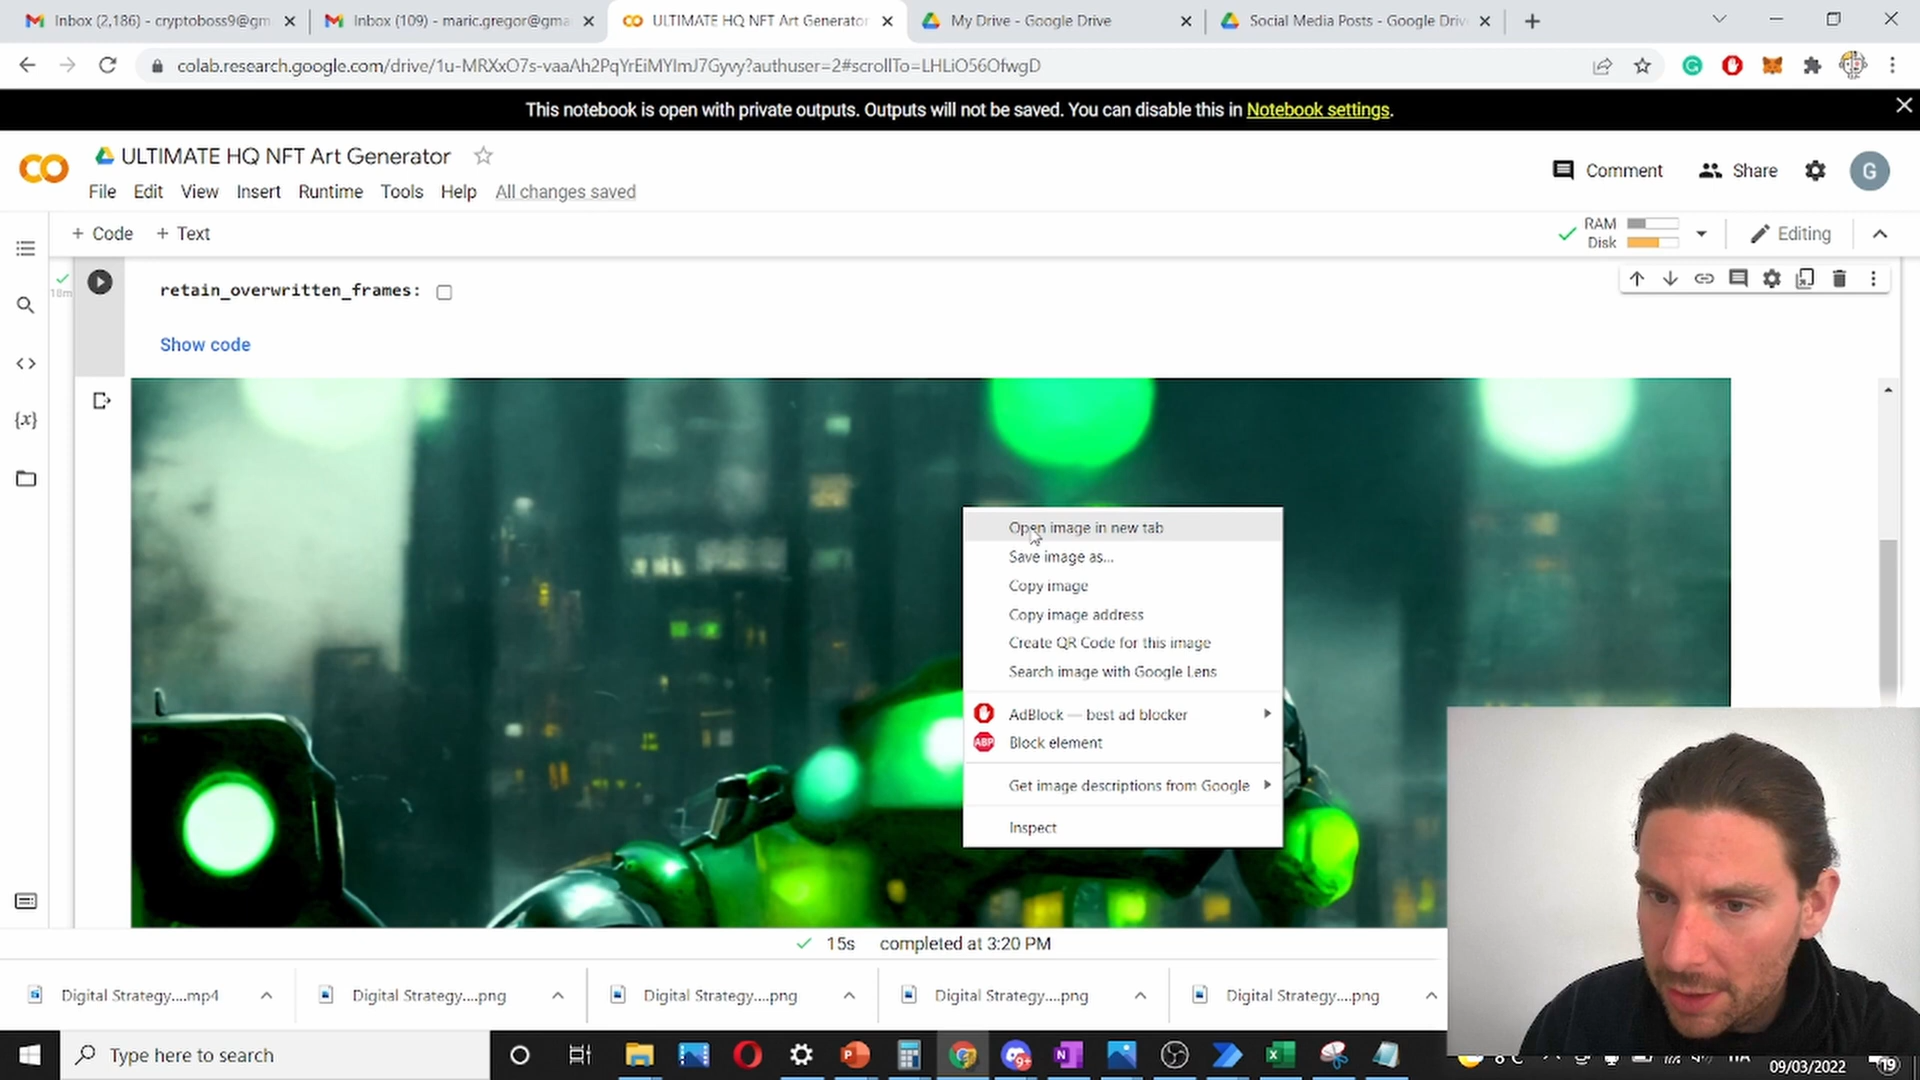 Inbox (2,186) - cryptoboss9@gm
Inbox (109) - maric.gregor@gma
ULTIMATE HQ NFT Art Generator
My Drive - Google Drive
Social Media Posts - Google Driv
colab.research.google.com/drive/1u-MRXxO7s-vaaAh2PqYrEiMYImJ7Gyvy?authuser=2#scrollTo=LHLiO56OfwgD
This notebook is open with private outputs. Outputs will not be saved. You can disable this in Notebook settings.
ULTIMATE HQ NFT Art Generator
Comment
Share
G
File Edit View Insert Runtime Tools Help All changes saved
+ Code + Text
RAM
Disk
Editing
18m
retain_overwritten_frames:
Show code
{x}
Open image in new tab
Save image as...
Copy image
Copy image address
Create QR Code for this image
Search image with Google Lens
AdBlock — best ad blocker
ABP Block element
Get image descriptions from Google
Inspect
15s completed at 3:20 PM
Digital Strategy....mp4
Digital Strategy....png
Digital Strategy....png
Digital Strategy....png
Digital Strategy....png
Type here to search
9+
09/03/2022
19